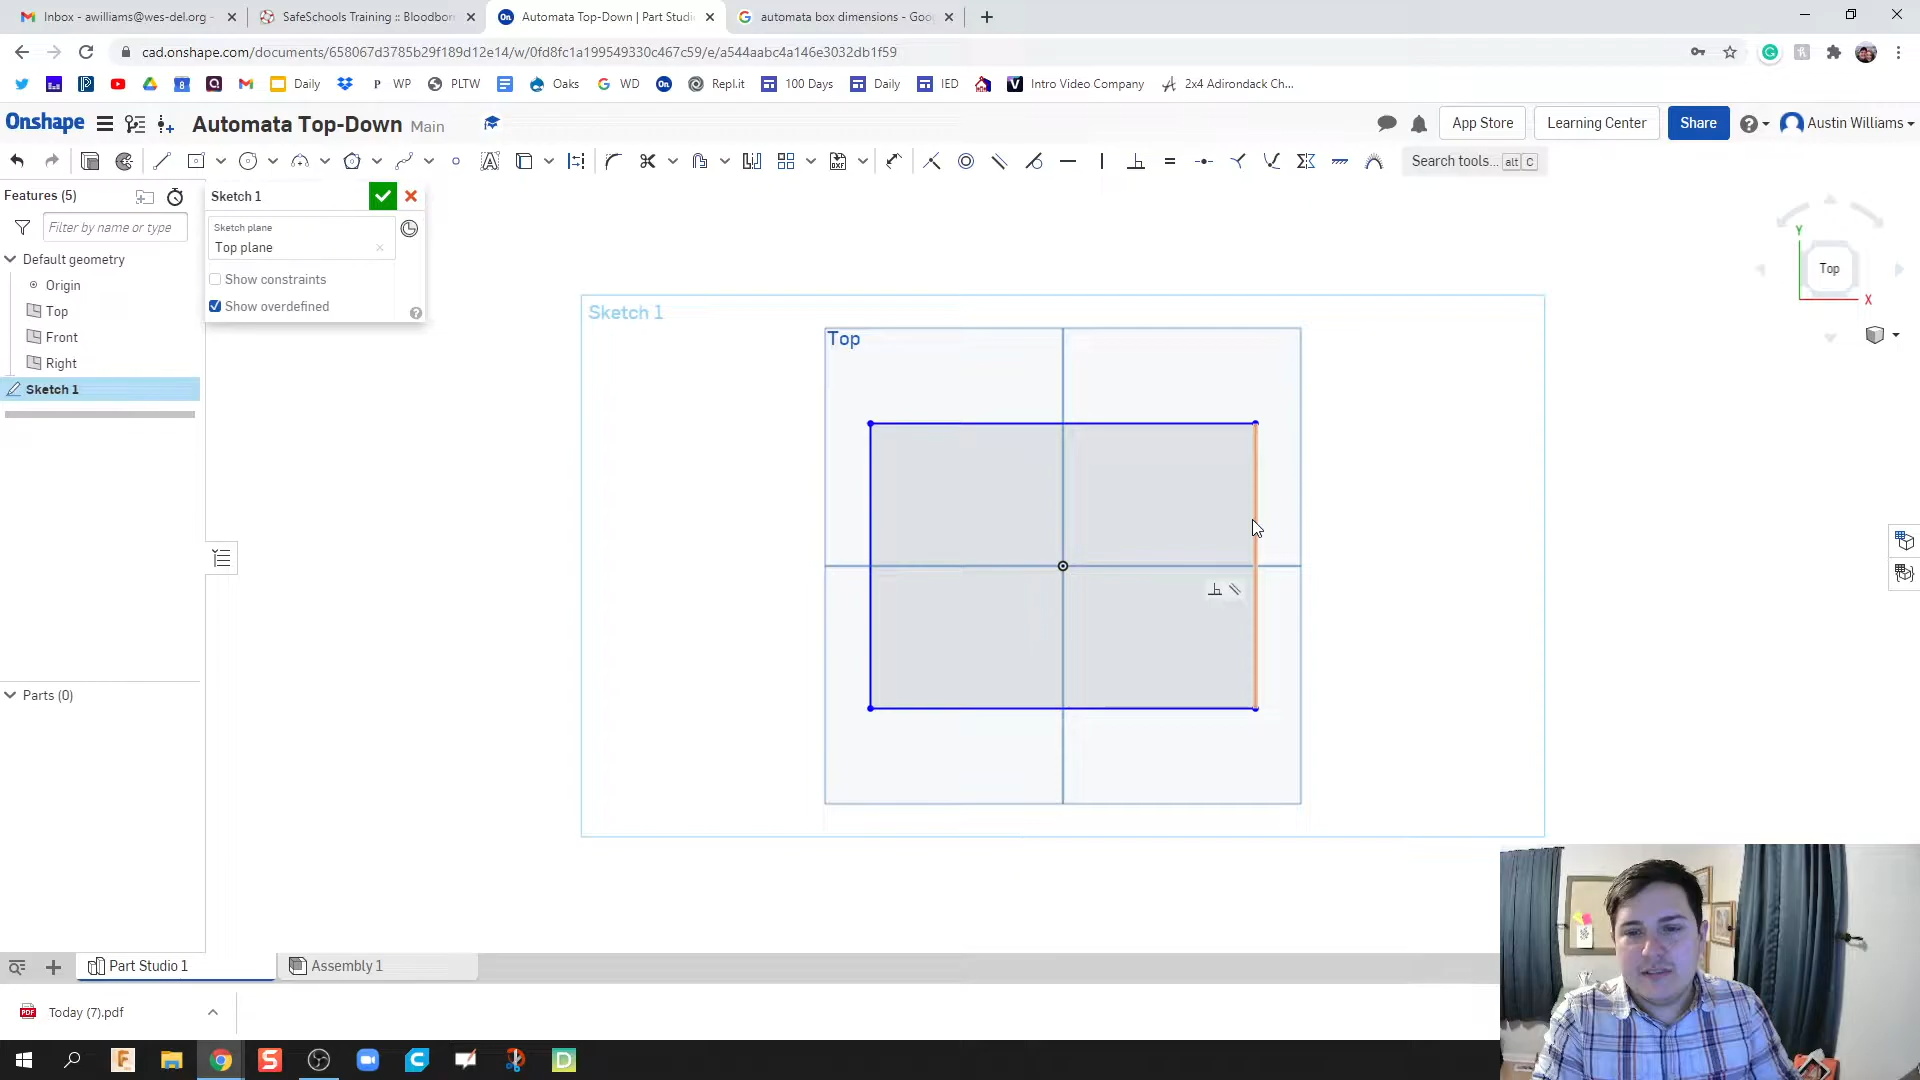 Inbox - awilliams@wes-del.org -
SafeSchools Training :: Bloodbor
Automata Top-Down | Part Studi
automata box dimensions - Goo
cad.onshape.com/documents/658067d3785b29f189d12e14/w/0fd8fc1a199549330c467c59/e/a544aabc4a146e3032db1f59
Daily
P WP
PLTW
Oaks
G WD
On
Repl.it
100 Days
Daily
IED
Intro Video Company
2x4 Adirondack Ch...
Onshape
Automata Top-Down Main
App Store
Learning Center
Share
Austin Williams
Search tools... alt C
Features (5)
Filter by name or type
Default geometry
Origin
Top
Front
Right
Sketch 1
Parts (0)
Sketch 1
Sketch plane
Top plane
Show constraints
Show overdefined
Sketch 1
Top
Y
Top
X
Part Studio 1
Assembly 1
PDF Today (7).pdf